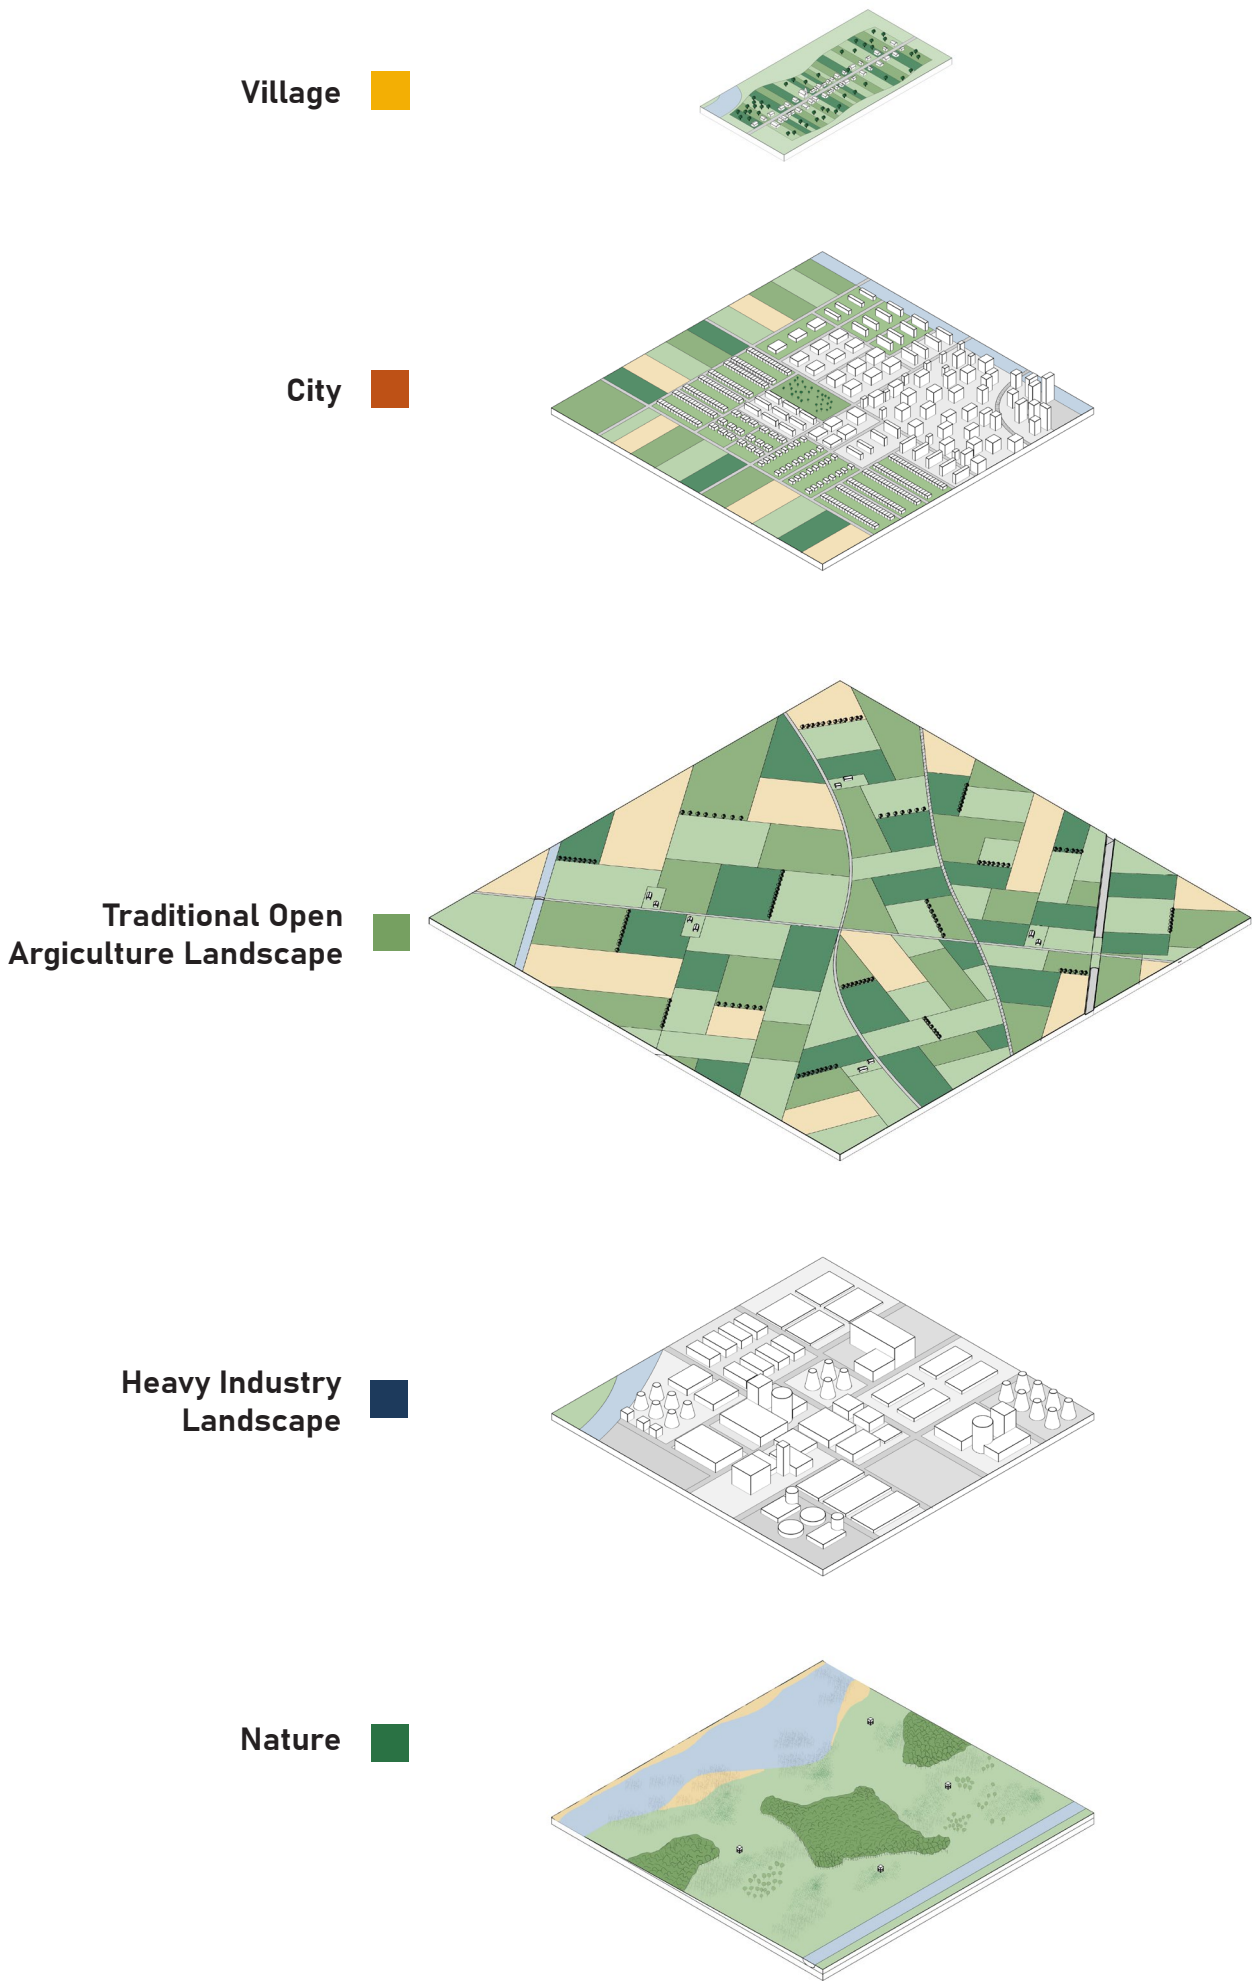 Village
City
Traditional Open
Argiculture Landscape
Heavy Industry
Landscape
Nature